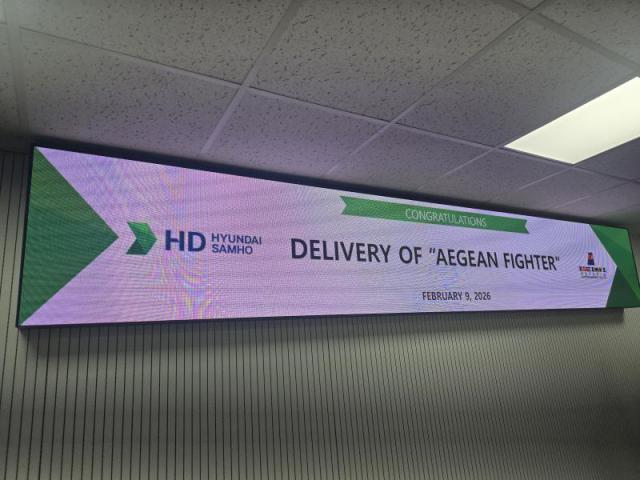 CONGRATULATIONS
HD HYUNDAI
SAMHO
DELIVERY OF "AEGEAN FIGHTER"
FEBRUARY 9, 2026